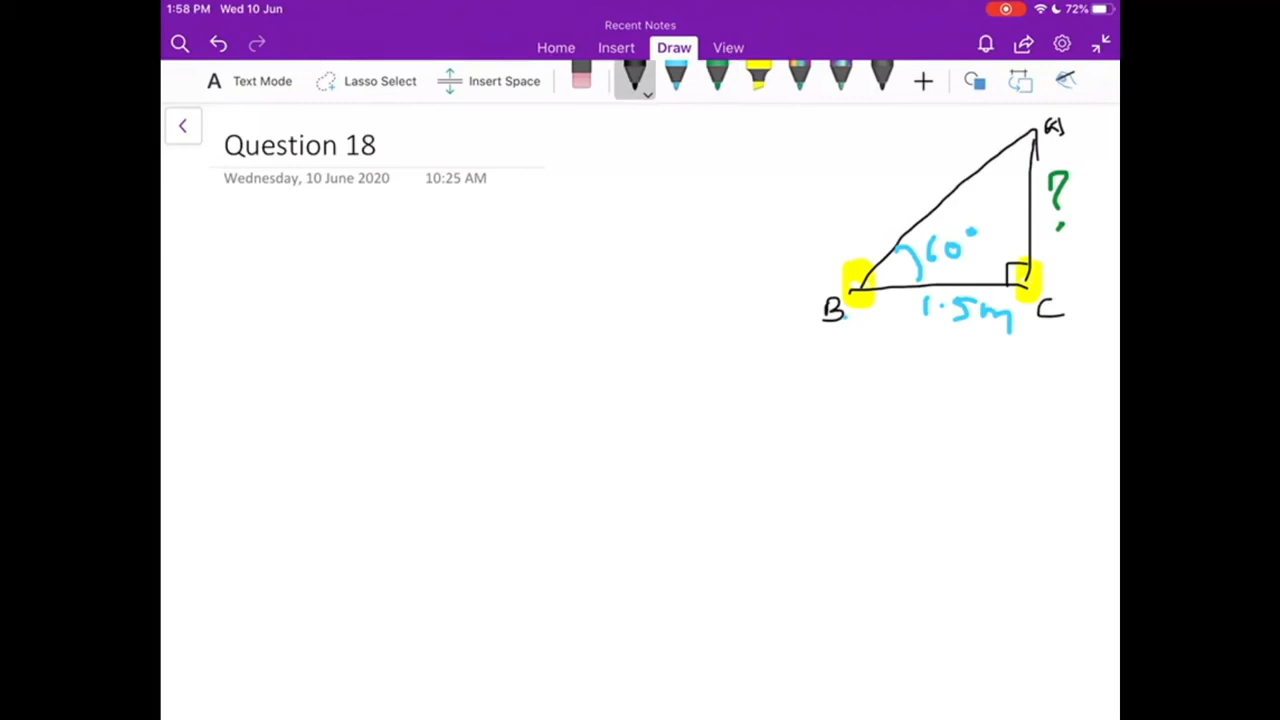 1:58 PM Wed 10 Jun
72%
Recent Notes
Home Insert Draw View
A Text Mode Lasso Select Insert Space
Question 18
Wednesday, 10 June 2020 10:25 AM
?
60°
B 1.5m C